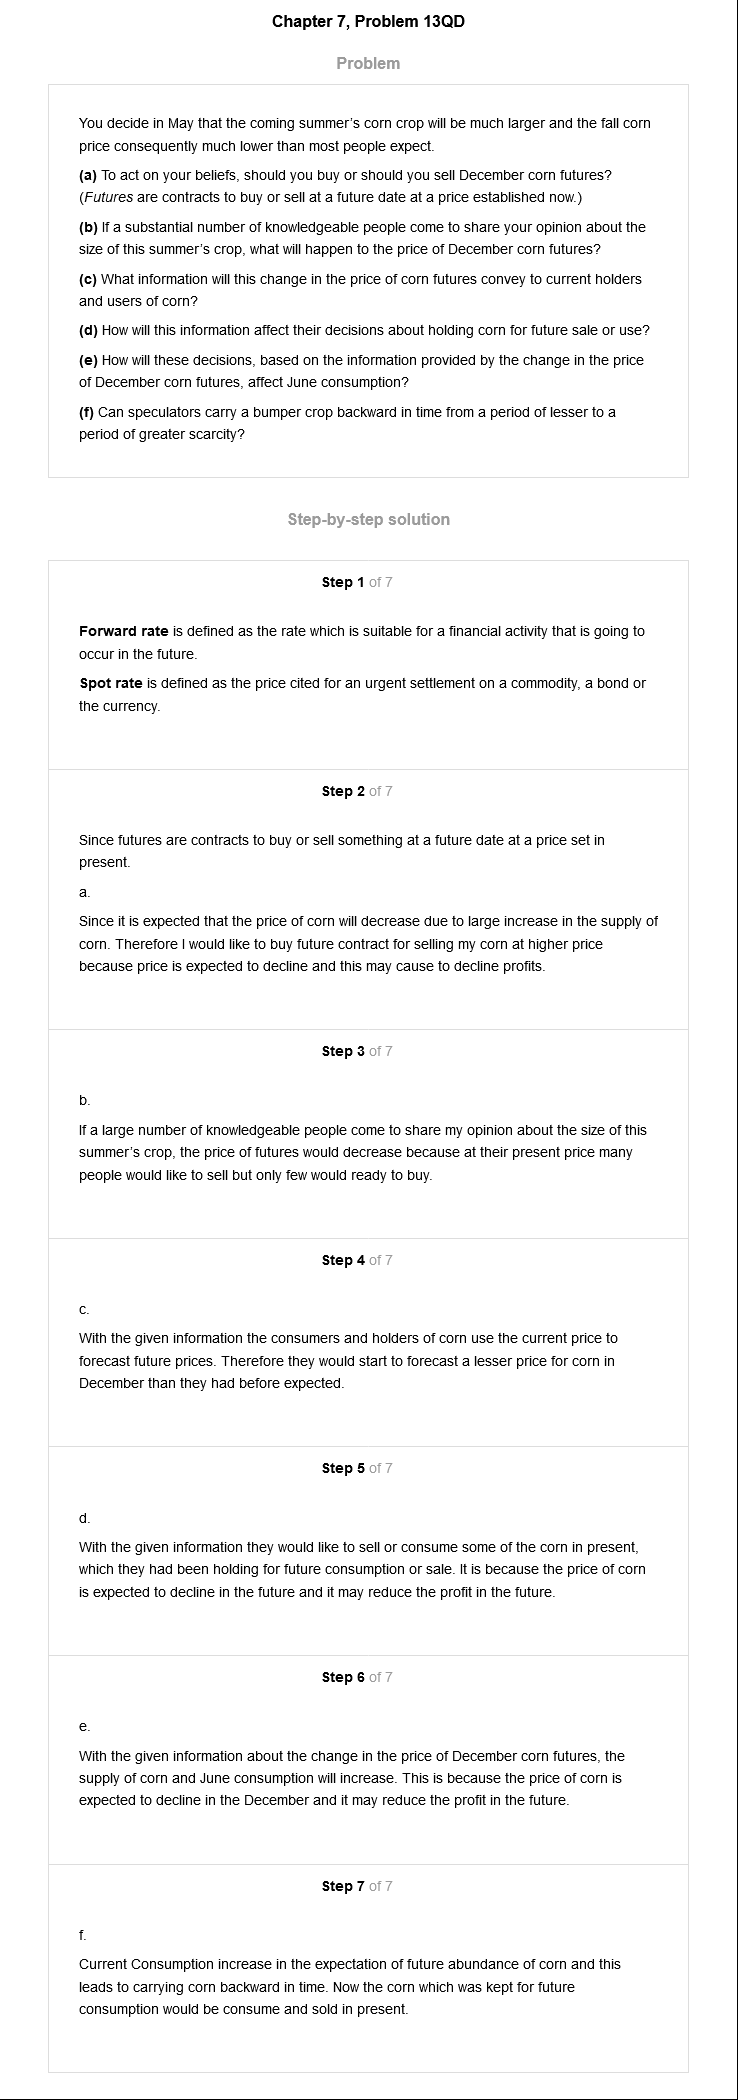 Chapter 7, Problem 13QD
Problem
You decide in May that the coming summer's corn crop will be much larger and the fall corn
price consequently much lower than most people expect.
(a) To act on your beliefs, should you buy or should you sell December corn futures?
(Futures are contracts to buy or sell at a future date at a price established now.)
(b) If a substantial number of knowledgeable people come to share your opinion about the
size of this summer's crop, what will happen to the price of December corn futures?
(c) What information will this change in the price of corn futures convey to current holders
and users of corn?
(d) How will this information affect their decisions about holding corn for future sale or use?
(e) How will these decisions, based on the information provided by the change in the price
of December corn futures, affect June consumption?
(f) Can speculators carry a bumper crop backward in time from a period of lesser to a
period of greater scarcity?
Step-by-step solution
Step 1 of 7
Forward rate is defined as the rate which is suitable for a financial activity that is going to
occur in the future.
Spot rate is defined as the price cited for an urgent settlement on a commodity, a bond or
the currency.
Step 2 of 7
Since futures are contracts to buy or sell something at a future date at a price set in
present.
a.
Since it is expected that the price of corn will decrease due to large increase in the supply of
corn. Therefore I would like to buy future contract for selling my corn at higher price
because price is expected to decline and this may cause to decline profits.
Step 3 of 7
b.
If a large number of knowledgeable people come to share my opinion about the size of this
summer's crop, the price of futures would decrease because at their present price many
people would like to sell but only few would ready to buy.
Step 4 of 7
c.
With the given information the consumers and holders of corn use the current price to
forecast future prices. Therefore they would start to forecast a lesser price for corn in
December than they had before expected.
Step 5 of 7
d.
With the given information they would like to sell or consume some of the corn in present,
which they had been holding for future consumption or sale. It is because the price of corn
is expected to decline in the future and it may reduce the profit in the future.
Step 6 of 7
e.
With the given information about the change in the price of December corn futures, the
supply of corn and June consumption will increase. This is because the price of corn is
expected to decline in the December and it may reduce the profit in the future.
Step 7 of 7
f.
Current Consumption increase in the expectation of future abundance of corn and this
leads to carrying corn backward in time. Now the corn which was kept for future
consumption would be consume and sold in present.